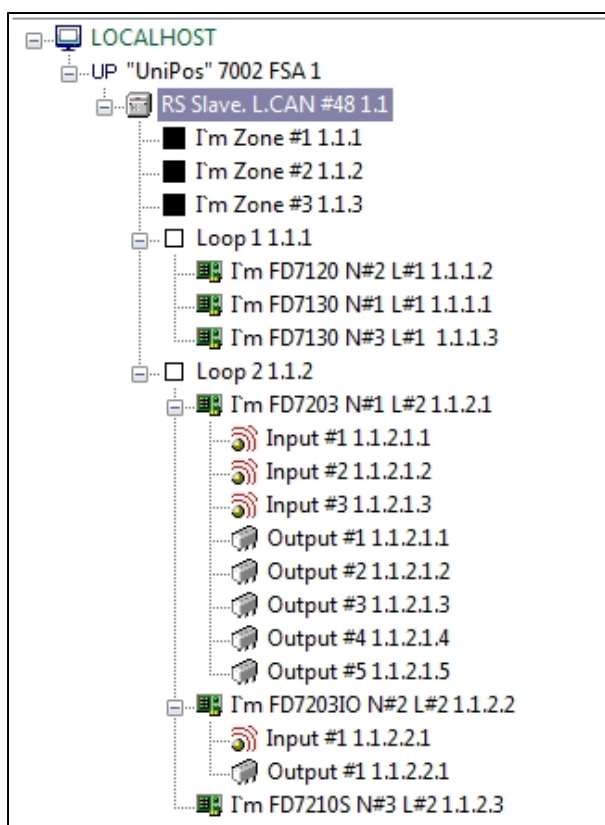 LOCALHOST
UP "UniPos" 7002 FSA 1
RS Slave. L.CAN #48 1.1
I`m Zone #1 1.1.1
I`m Zone #2 1.1.2
I`m Zone #3 1.1.3
Loop 1 1.1.1
I`m FD7120 N#2 L#1 1.1.1.2
I`m FD7130 N#1 L#1 1.1.1.1
I`m FD7130 N#3 L#1  1.1.1.3
Loop 2 1.1.2
I`m FD7203 N#1 L#2 1.1.2.1
Input #1 1.1.2.1.1
Input #2 1.1.2.1.2
Input #3 1.1.2.1.3
Output #1 1.1.2.1.1
Output #2 1.1.2.1.2
Output #3 1.1.2.1.3
Output #4 1.1.2.1.4
Output #5 1.1.2.1.5
I`m FD7203IO N#2 L#2 1.1.2.2
Input #1 1.1.2.2.1
Output #1 1.1.2.2.1
I`m FD7210S N#3 L#2 1.1.2.3